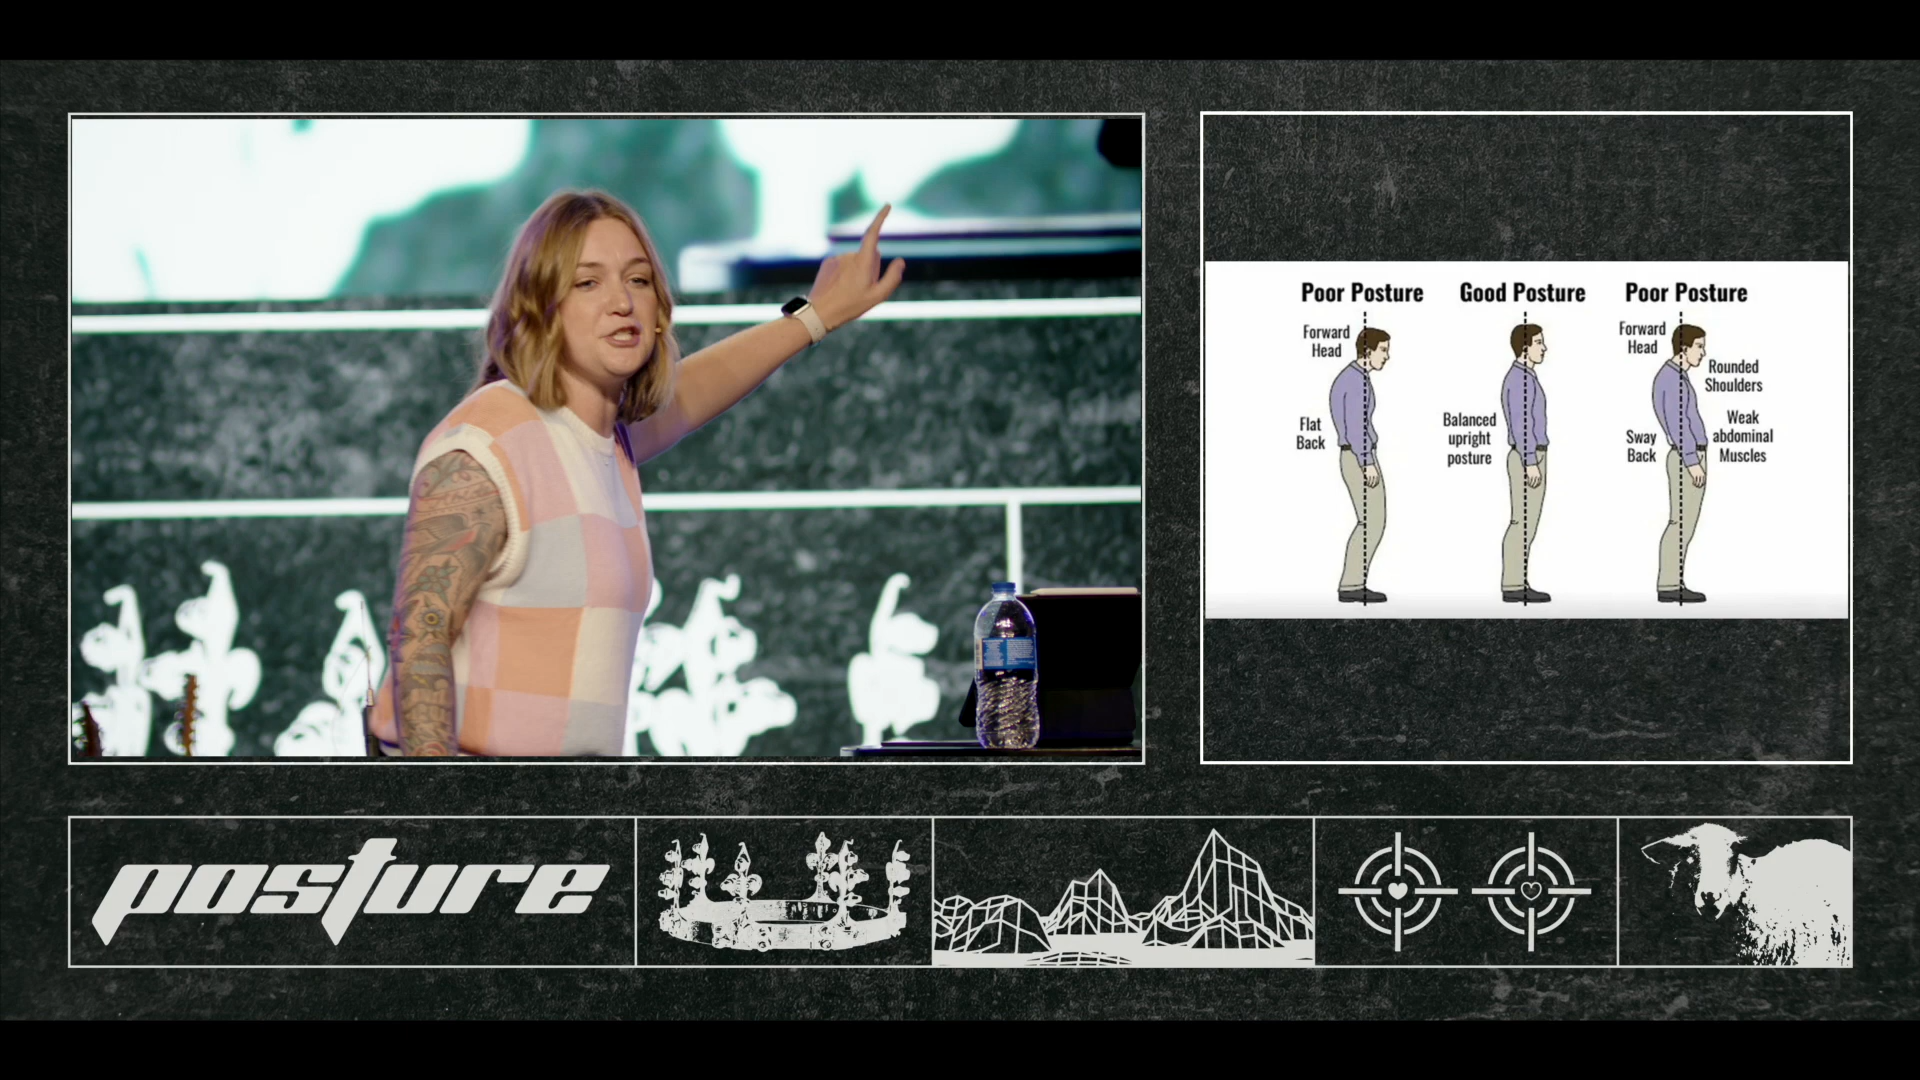 Poor Posture
Good Posture
Poor Posture
Forward
Head
Flat
Back
Balanced
upright
posture
Forward
Head
Rounded
Shoulders
Weak
abdominal
Muscles
Sway
Back
posture